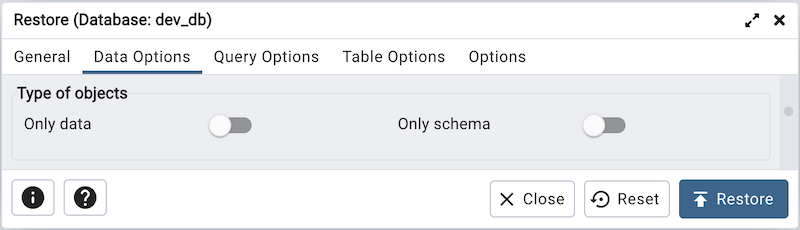 Restore (Database: dev_db)
General Data Options Query Options Table Options Options
Type of objects
Only data Only schema
Close Reset Restore